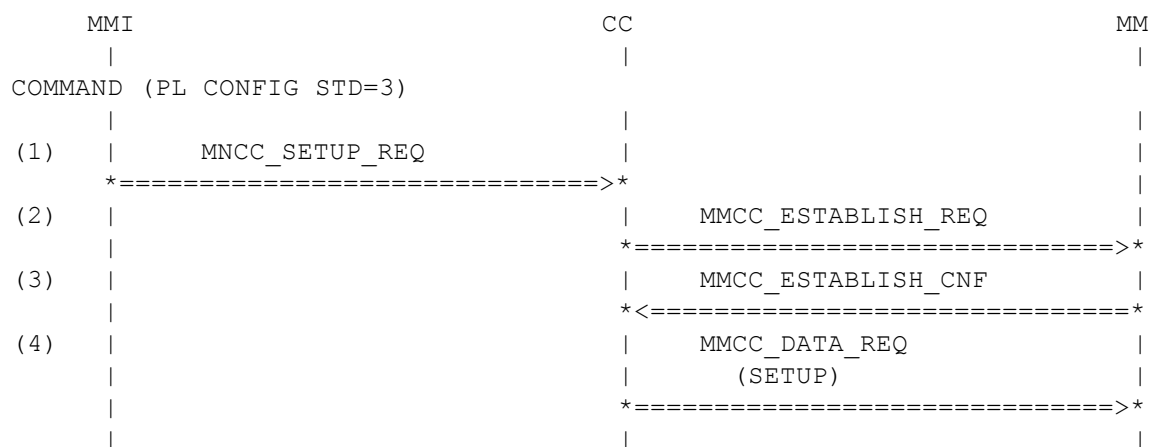 MMI CC MM
| | |
COMMAND (PL CONFIG STD=3)
| | |
(1) | MNCC_SETUP_REQ | |
*==============================>* |
(2) | | MMCC_ESTABLISH_REQ |
| *==============================>*
(3) | | MMCC_ESTABLISH_CNF |
| *<==============================*
(4) | | MMCC_DATA_REQ |
| | (SETUP) |
| *==============================>*
| | |